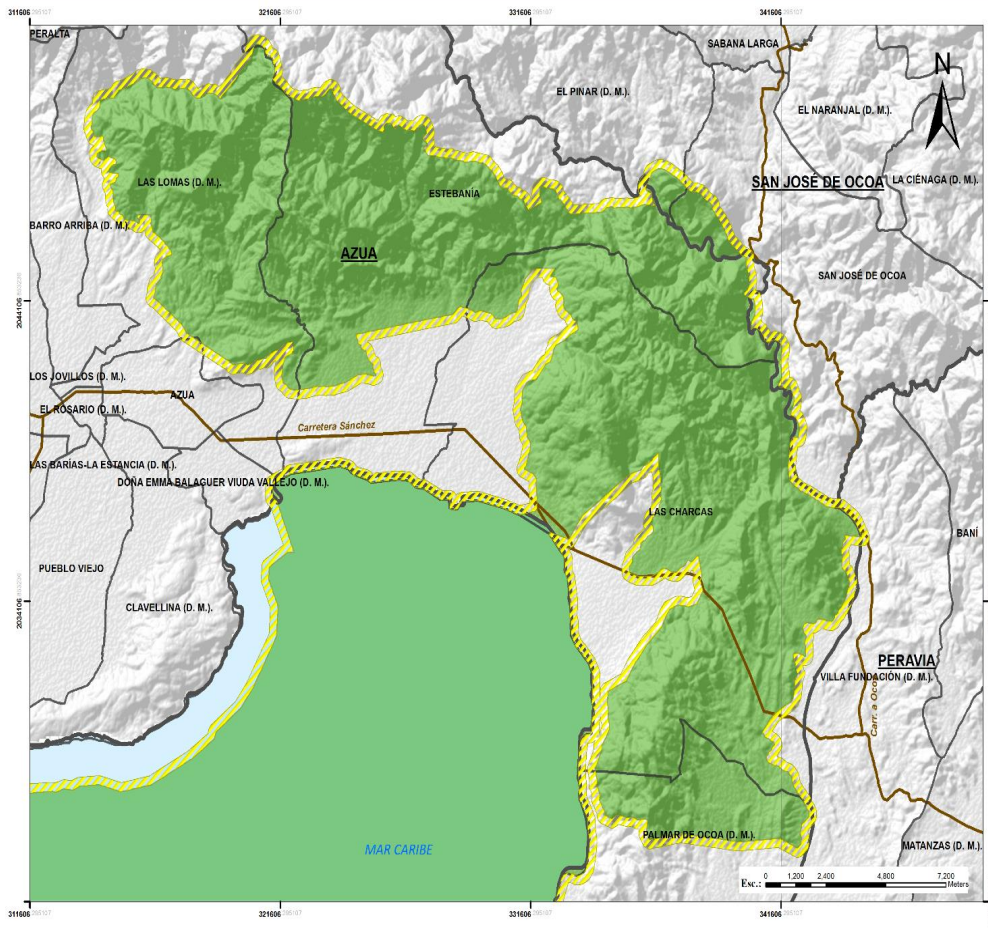 311606
321606
331606
341606
PERALTA
SABANA LARGA
N
EL PINAR (D. M.).
EL NARANJAL (D. M.).
LAS LOMAS (D. M.).
ESTEBANÍA
SAN JOSÉ DE OCOA
LA CIÉNAGA (D. M.).
BARRO ARRIBA (D. M.).
AZUA
SAN JOSÉ DE OCOA
2044106
LOS JOVILLOS (D. M.).
AZUA
EL ROSARIO (D. M.).
Carretera Sánchez
LAS BARÍAS-LA ESTANCIA (D. M.).
DOÑA EMMA BALAGUER VIUDA VALLEJO (D. M.).
LAS CHARCAS
BANÍ
PUEBLO VIEJO
2034106
CLAVELLINA (D. M.).
PERAVIA
VILLA FUNDACIÓN (D. M.).
Carr. a Ocoa
PALMAR DE OCOA (D. M.).
MAR CARIBE
MATANZAS (D. M.).
Esc.:
0 1,200 2,400 4,800 7,200
Meters
311606
321606
331606
341606